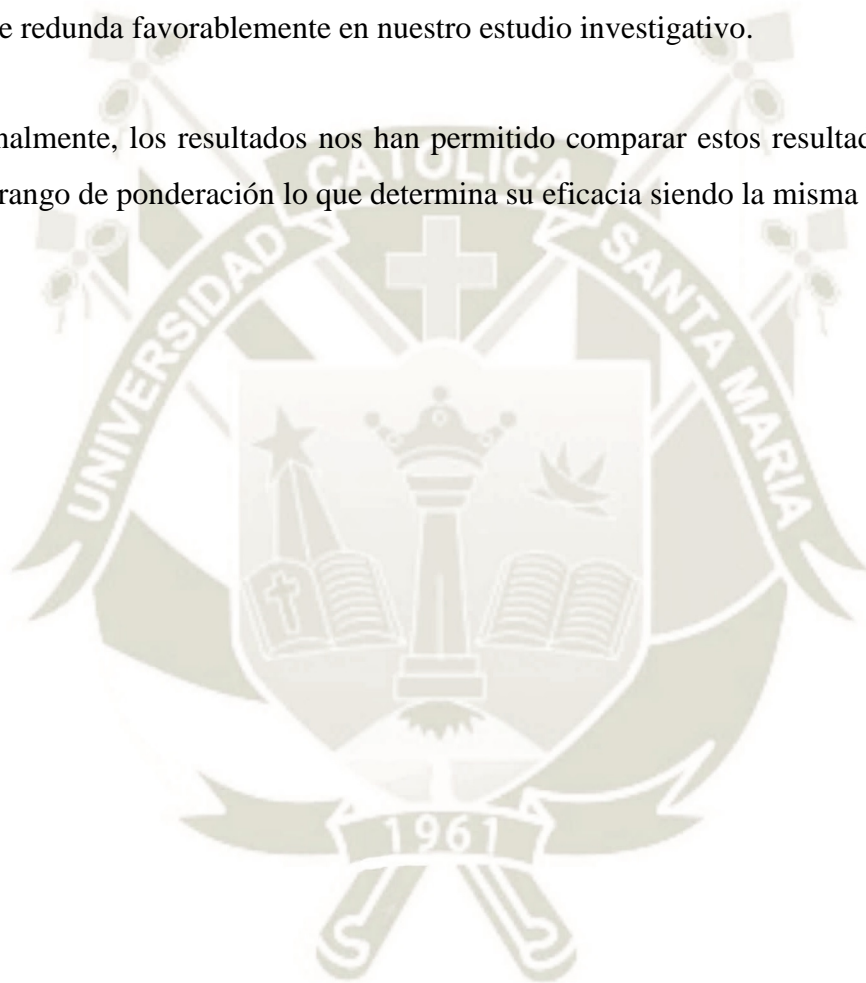 e redunda favorablemente en nuestro estudio investigativo.
nalmente, los resultados nos han permitido comparar estos resultad
rango de ponderación lo que determina su eficacia siendo la misma
CATOLICA
UNIVERSIDAD
SANTA MARIA
1961